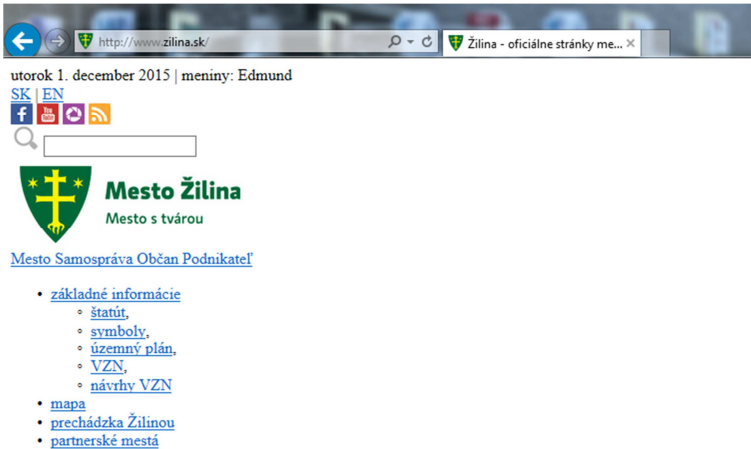 http://www.zilina.sk/
Žilina - oficiálne stránky me...
utorok 1. december 2015 | meniny: Edmund
SK | EN
f You Tube
Mesto Žilina
Mesto s tvárou
Mesto Samospráva Občan Podnikateľ
• základné informácie
◦ štatút,
◦ symboly,
◦ územný plán,
◦ VZN,
◦ návrhy VZN
• mapa
• prechádzka Žilinou
• partnerské mestá